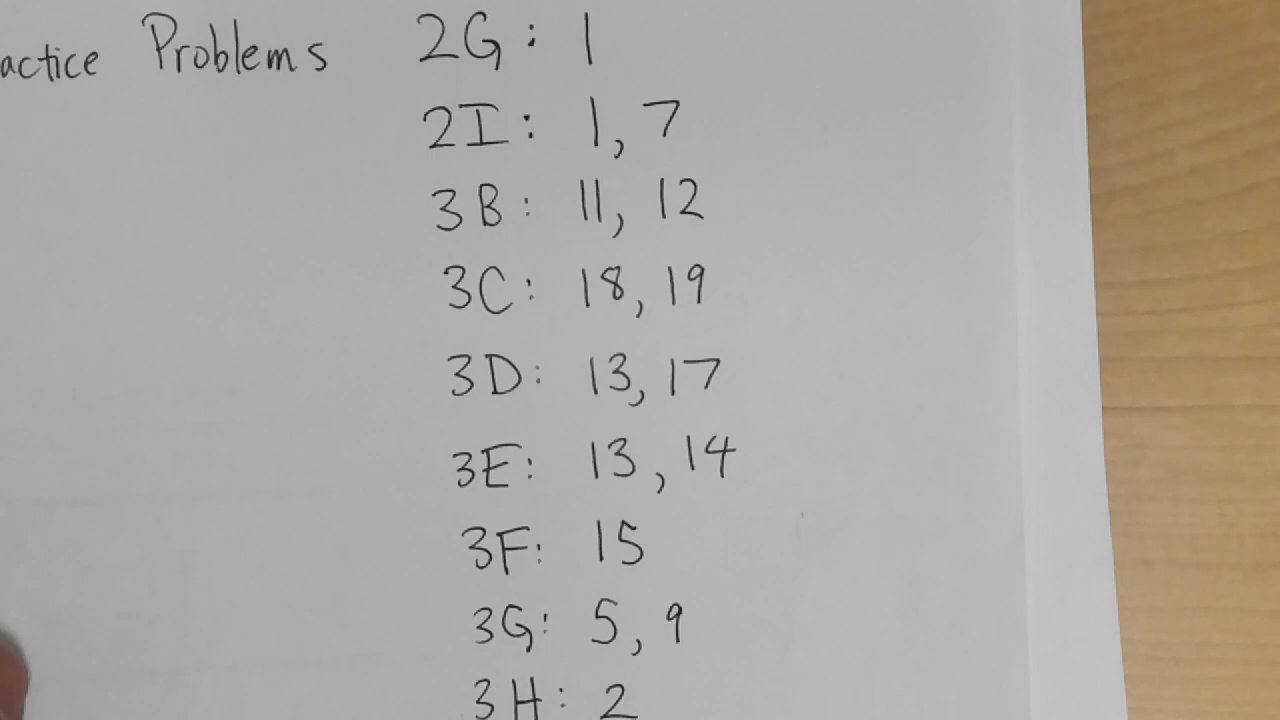 actice Problems 2G: 1
2I: 1, 7
3B: 11, 12
3C: 18, 19
3D: 13, 17
3E: 13, 14
3F: 15
3G: 5, 9
3H: 2